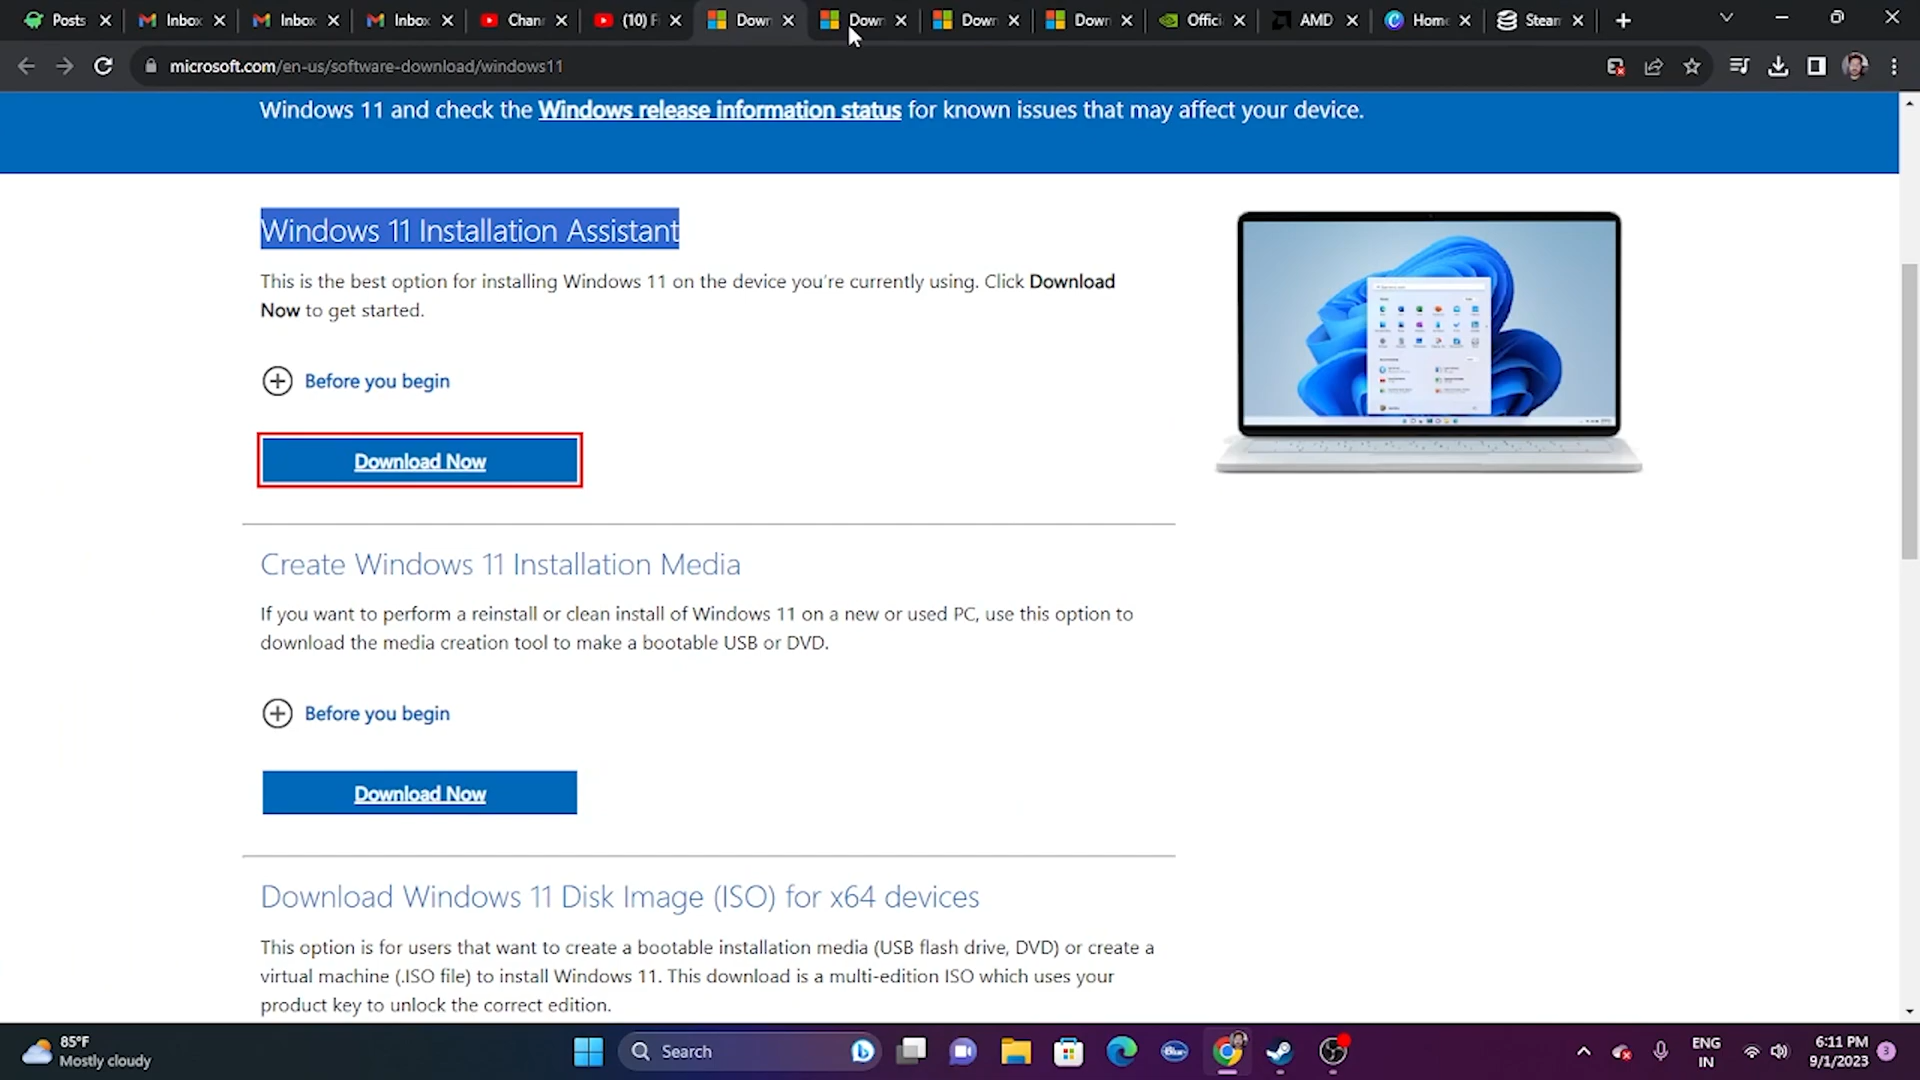 Posts
Inbox
Inbox
Inbox
Chan
(10) F
Down
Down
Down
Down
Offici
AMD
Home
Steam
microsoft.com/en-us/software-download/windows11
Windows 11 and check the Windows release information status for known issues that may affect your device.
Windows 11 Installation Assistant
This is the best option for installing Windows 11 on the device you're currently using. Click Download
Now to get started.
Before you begin
Download Now
Create Windows 11 Installation Media
If you want to perform a reinstall or clean install of Windows 11 on a new or used PC, use this option to
download the media creation tool to make a bootable USB or DVD.
Before you begin
Download Now
Download Windows 11 Disk Image (ISO) for x64 devices
This option is for users that want to create a bootable installation media (USB flash drive, DVD) or create a
virtual machine (.ISO file) to install Windows 11. This download is a multi-edition ISO which uses your
product key to unlock the correct edition.
85°F
Mostly cloudy
Search
ENG
IN
6:11 PM
9/1/2023
3